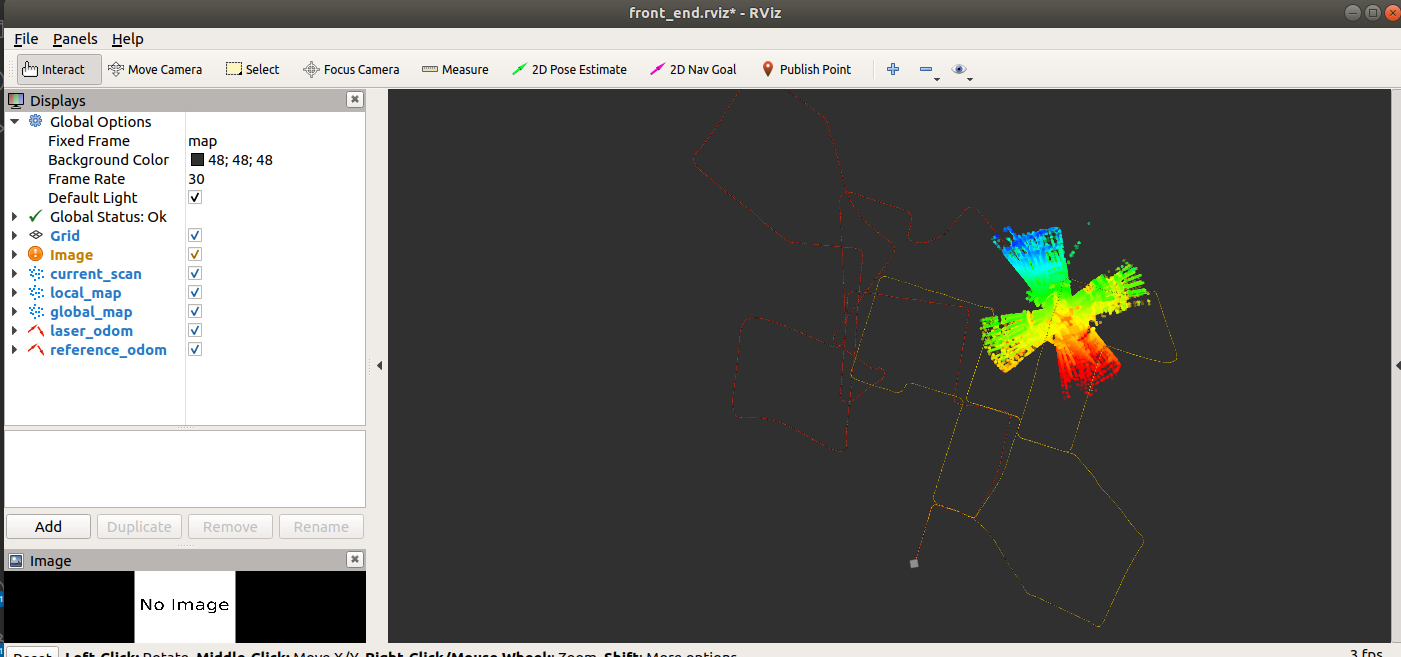 front_end.rviz* - RViz
File Panels Help
Interact Move Camera Select Focus Camera Measure 2D Pose Estimate 2D Nav Goal Publish Point
Displays
Global Options
Fixed Frame map
Background Color 48; 48; 48
Frame Rate 30
Default Light
Global Status: Ok
Grid
Image
current_scan
local_map
global_map
laser_odom
reference_odom
Add Duplicate Remove Rename
Image
No Image
Reset Left-Click: Rotate. Middle-Click: Move X/Y. Right-Click/Mouse Wheel: Zoom. Shift: More options. 3 fps